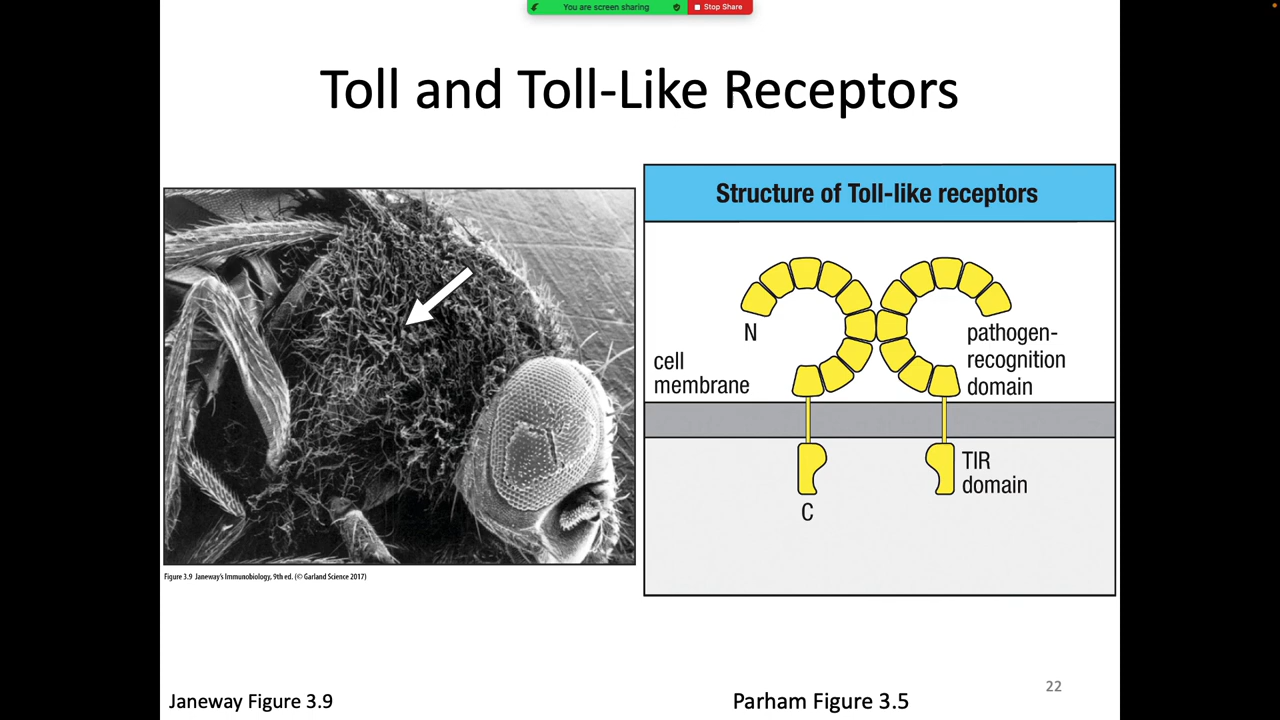 You are screen sharing
Stop Share
Toll and Toll-Like Receptors
Structure of Toll-like receptors
N
cell
membrane
pathogen-
recognition
domain
TIR
domain
C
Figure 3.9 Janeway's Immunobiology, 9th ed. (© Garland Science 2017)
22
Janeway Figure 3.9
Parham Figure 3.5